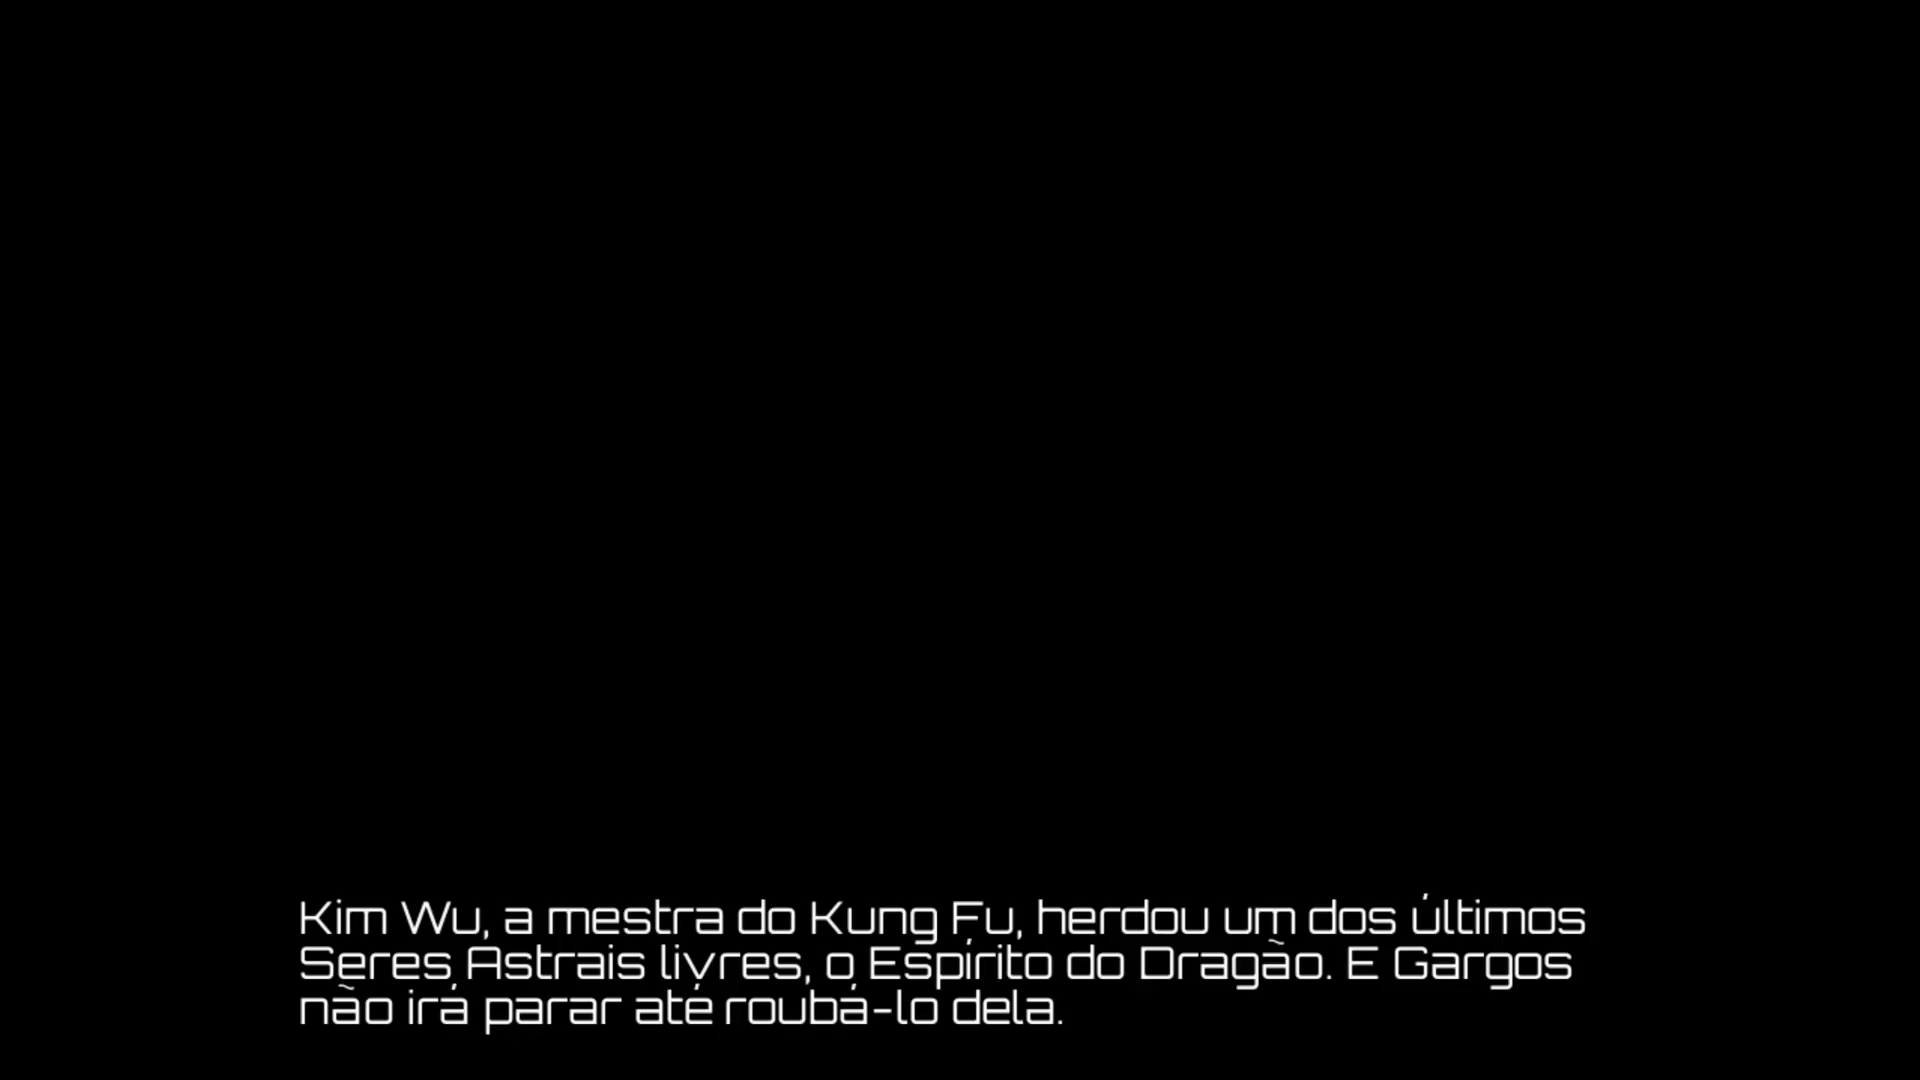 Kim Wu, a mestra do Kung Fu, herdou um dos últimos
Seres Astrais livres, o Espírito do Dragão. E Gargos
não irá parar até roubá-lo dela.